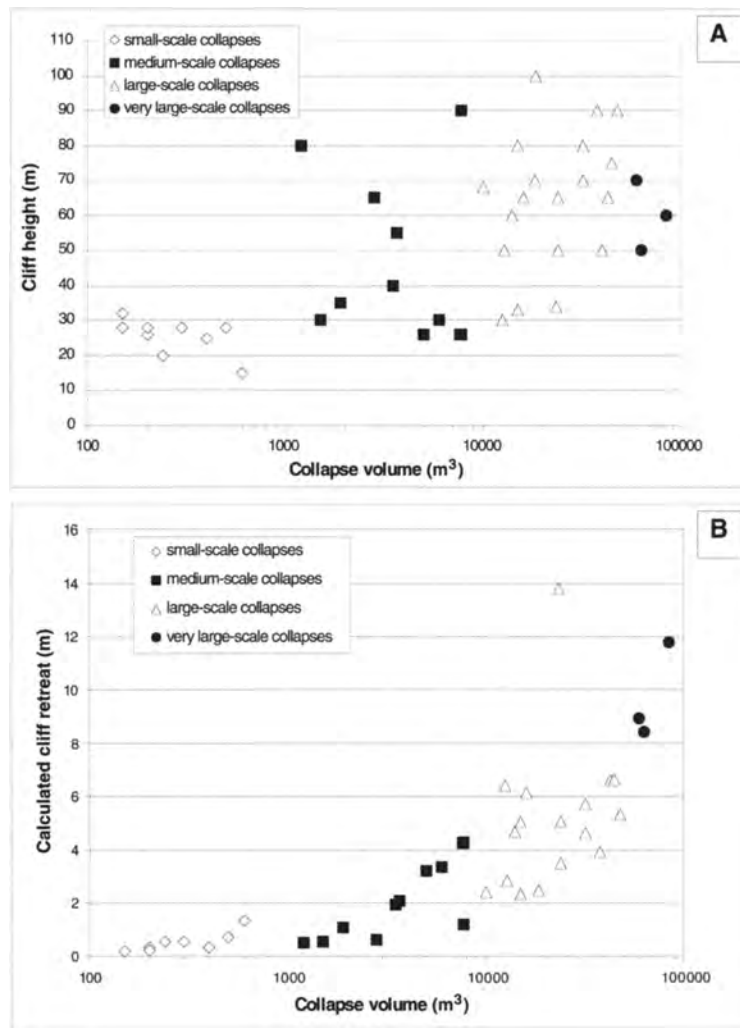 A
small-scale collapses
medium-scale collapses
large-scale collapses
very large-scale collapses
110
100
90
80
70
60
50
40
30
20
10
0
Cliff height (m)
100 1000 10000 100000
Collapse volume (m³)
B
small-scale collapses
medium-scale collapses
large-scale collapses
very large-scale collapses
16
14
12
10
8
6
4
2
0
Calculated cliff retreat (m)
100 1000 10000 100000
Collapse volume (m³)